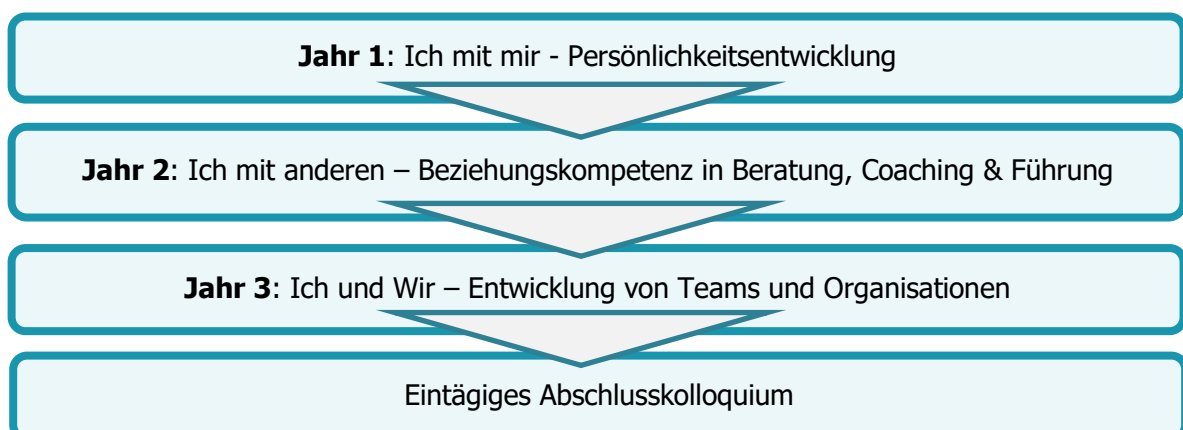 Jahr 1: Ich mit mir - Persönlichkeitsentwicklung
Jahr 2: Ich mit anderen – Beziehungskompetenz in Beratung, Coaching & Führung
Jahr 3: Ich und Wir – Entwicklung von Teams und Organisationen
Eintägiges Abschlusskolloquium